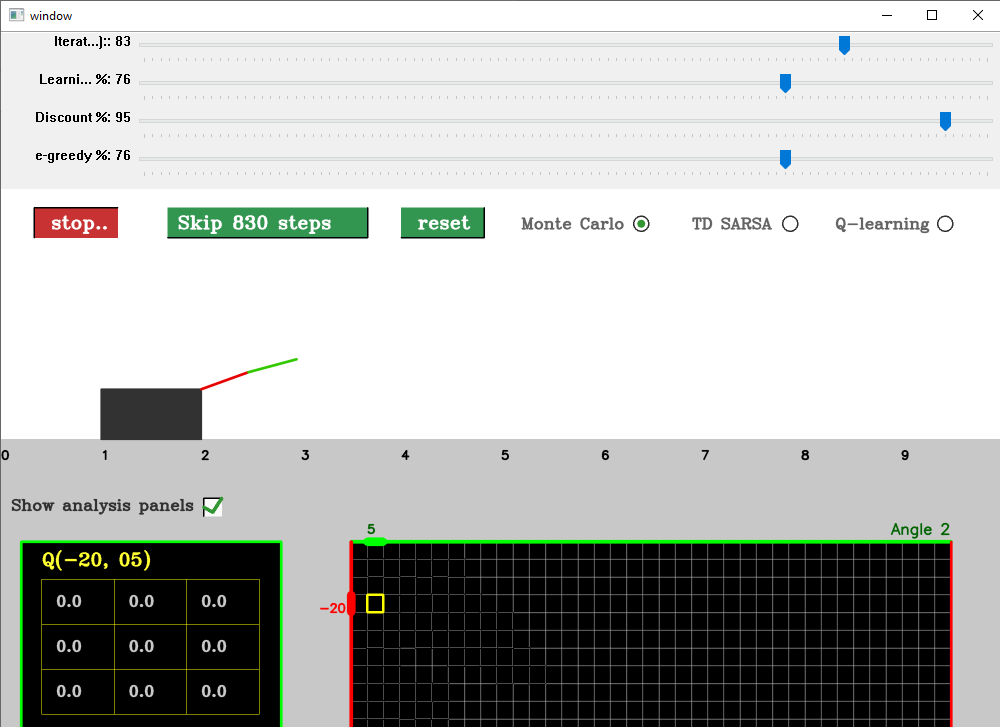 window
Iterat...):: 83
Learni... %: 76
Discount %: 95
e-greedy %: 76
stop.. Skip 830 steps reset Monte Carlo TD SARSA Q-learning
0 1 2 3 4 5 6 7 8 9
Show analysis panels
5 Angle 2
Q(-20, 05)
-20
0.0 0.0 0.0
0.0 0.0 0.0
0.0 0.0 0.0